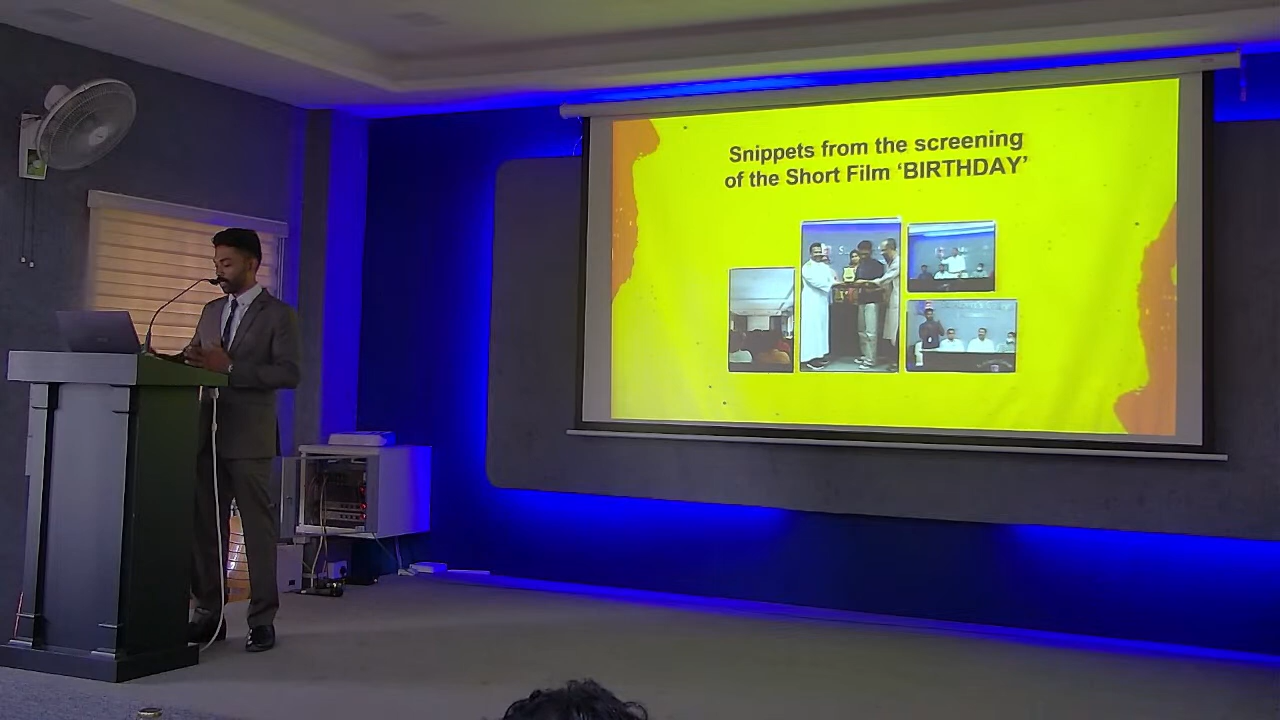 Snippets from the screening
of the Short Film ‘BIRTHDAY’